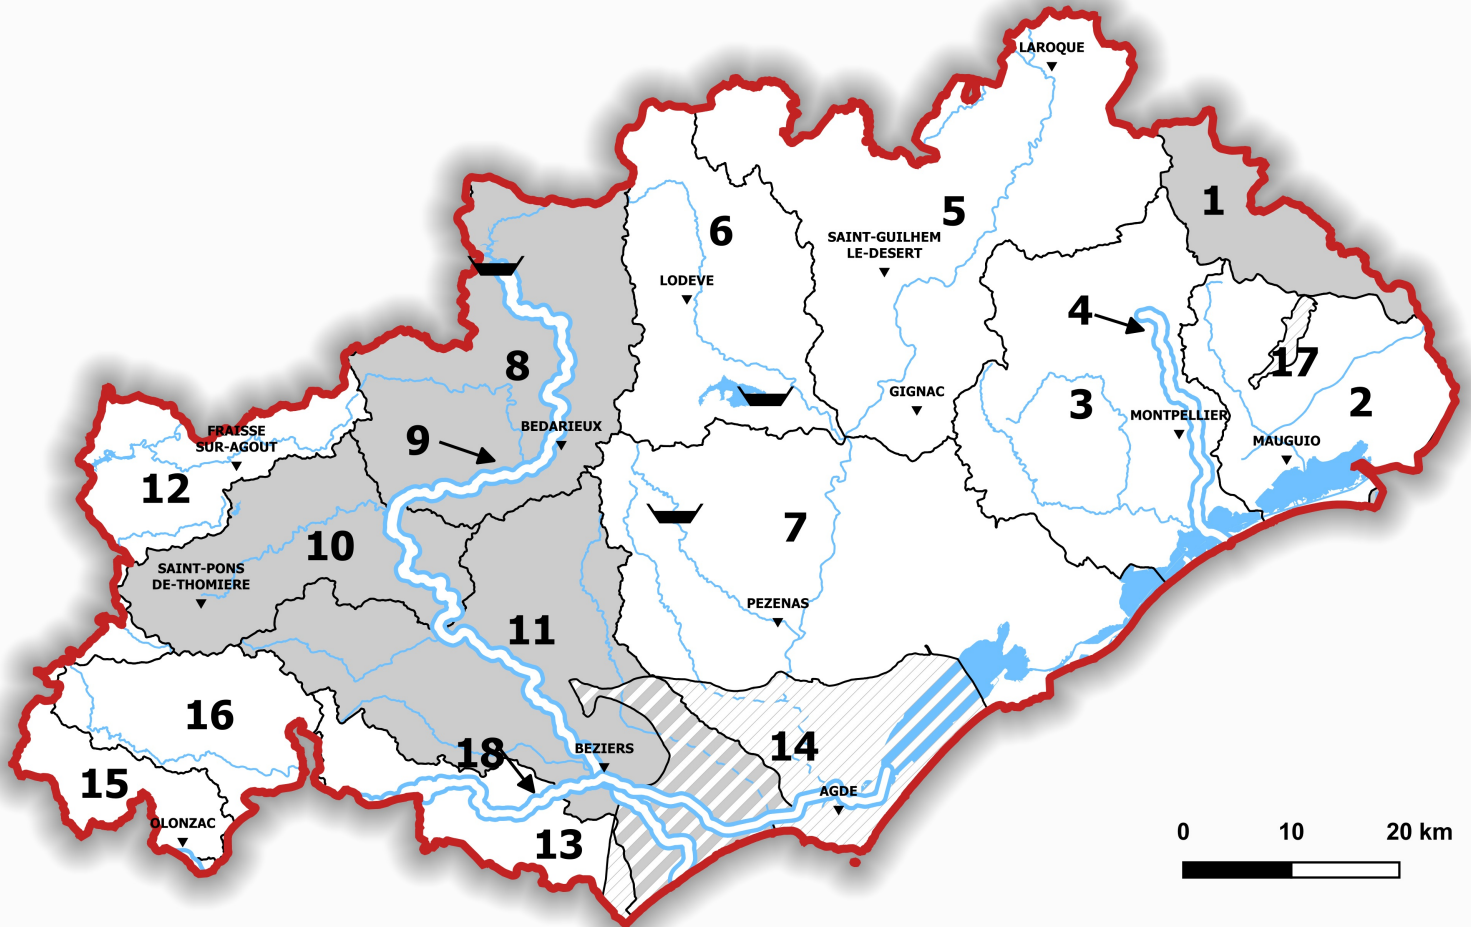 LAROQUE
1
5
6
SAINT-GUILHEM
LE-DESERT
LODEVE
4
17
8
GIGNAC
3
2
MONTPELLIER
9
BEDARIEUX
FRAISSE
SUR-AGOUT
MAUGUIO
12
7
10
SAINT-PONS
DE-THOMIERE
PEZENAS
11
16
14
18
BEZIERS
15
AGDE
OLONZAC
13
0 10 20 km